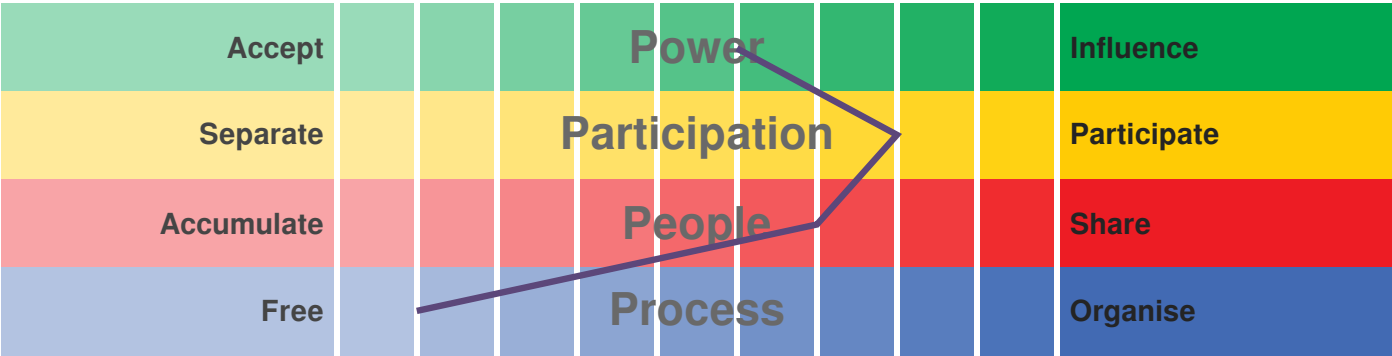 Accept Power Influence
Separate Participation Participate
Accumulate People Share
Free Process Organise